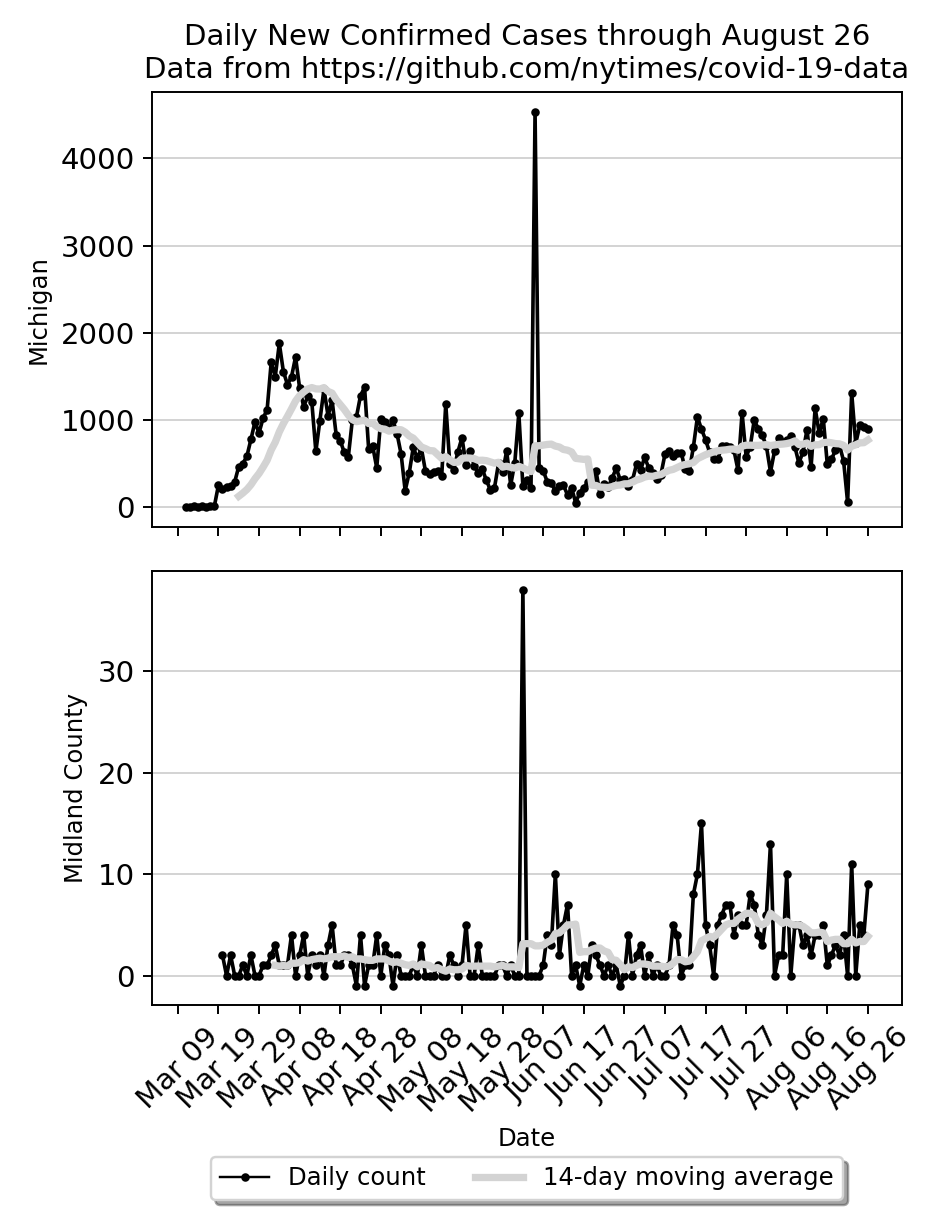 Daily New Confirmed Cases through August 26
Data from https://github.com/nytimes/covid-19-data
4000
3000
2000
1000
0
Michigan
30
20
10
0
Midland County
Mar 09
Mar 19
Mar 29
Apr 08
Apr 18
Apr 28
May 08
May 18
May 28
Jun 07
Jun 17
Jun 27
Jul 07
Jul 17
Jul 27
Aug 06
Aug 16
Aug 26
Date
Daily count
14-day moving average